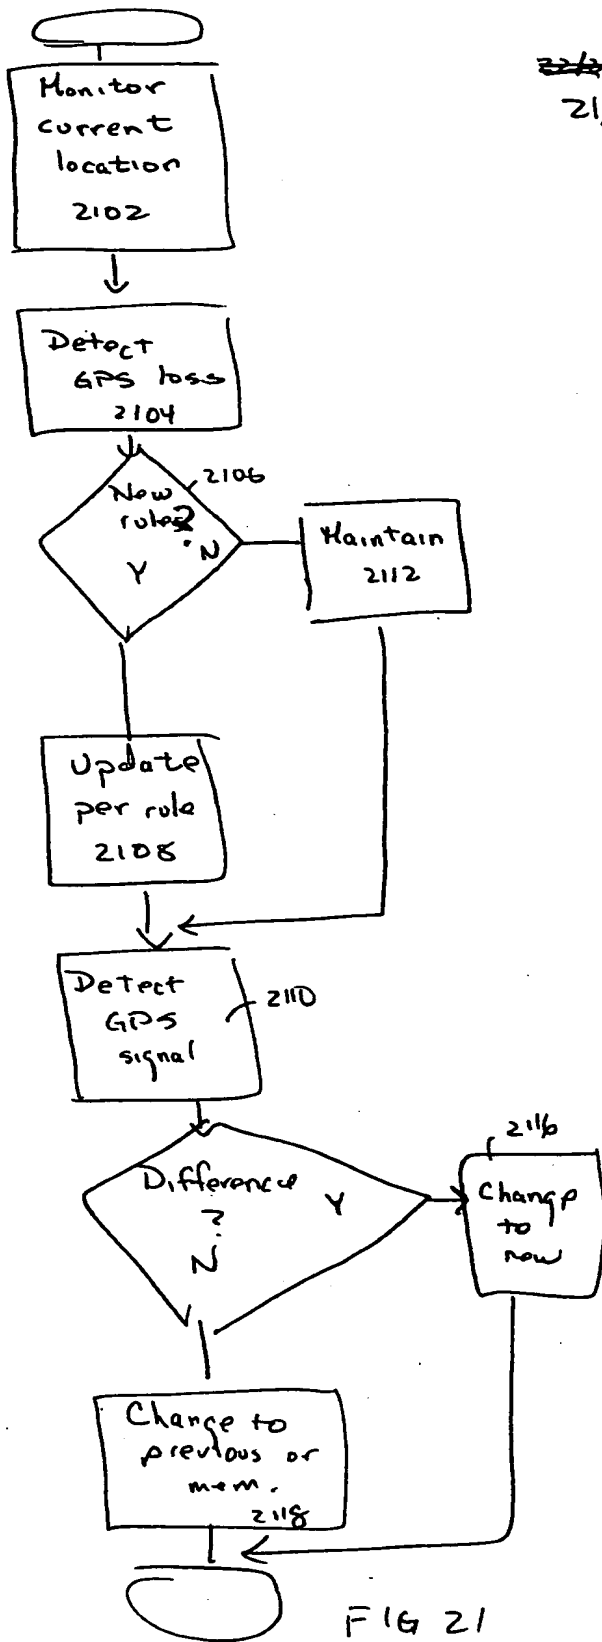 21
Monitor
current
location
2102
Detect
GPS loss
2104
2106
New
rules?
N
Y
Maintain
2112
Update
per rule
2108
Detect
GPS
signal
2110
Difference
?
Y
N
2116
Change
to
new
Change to
previous or
mem.
2118
FIG 21